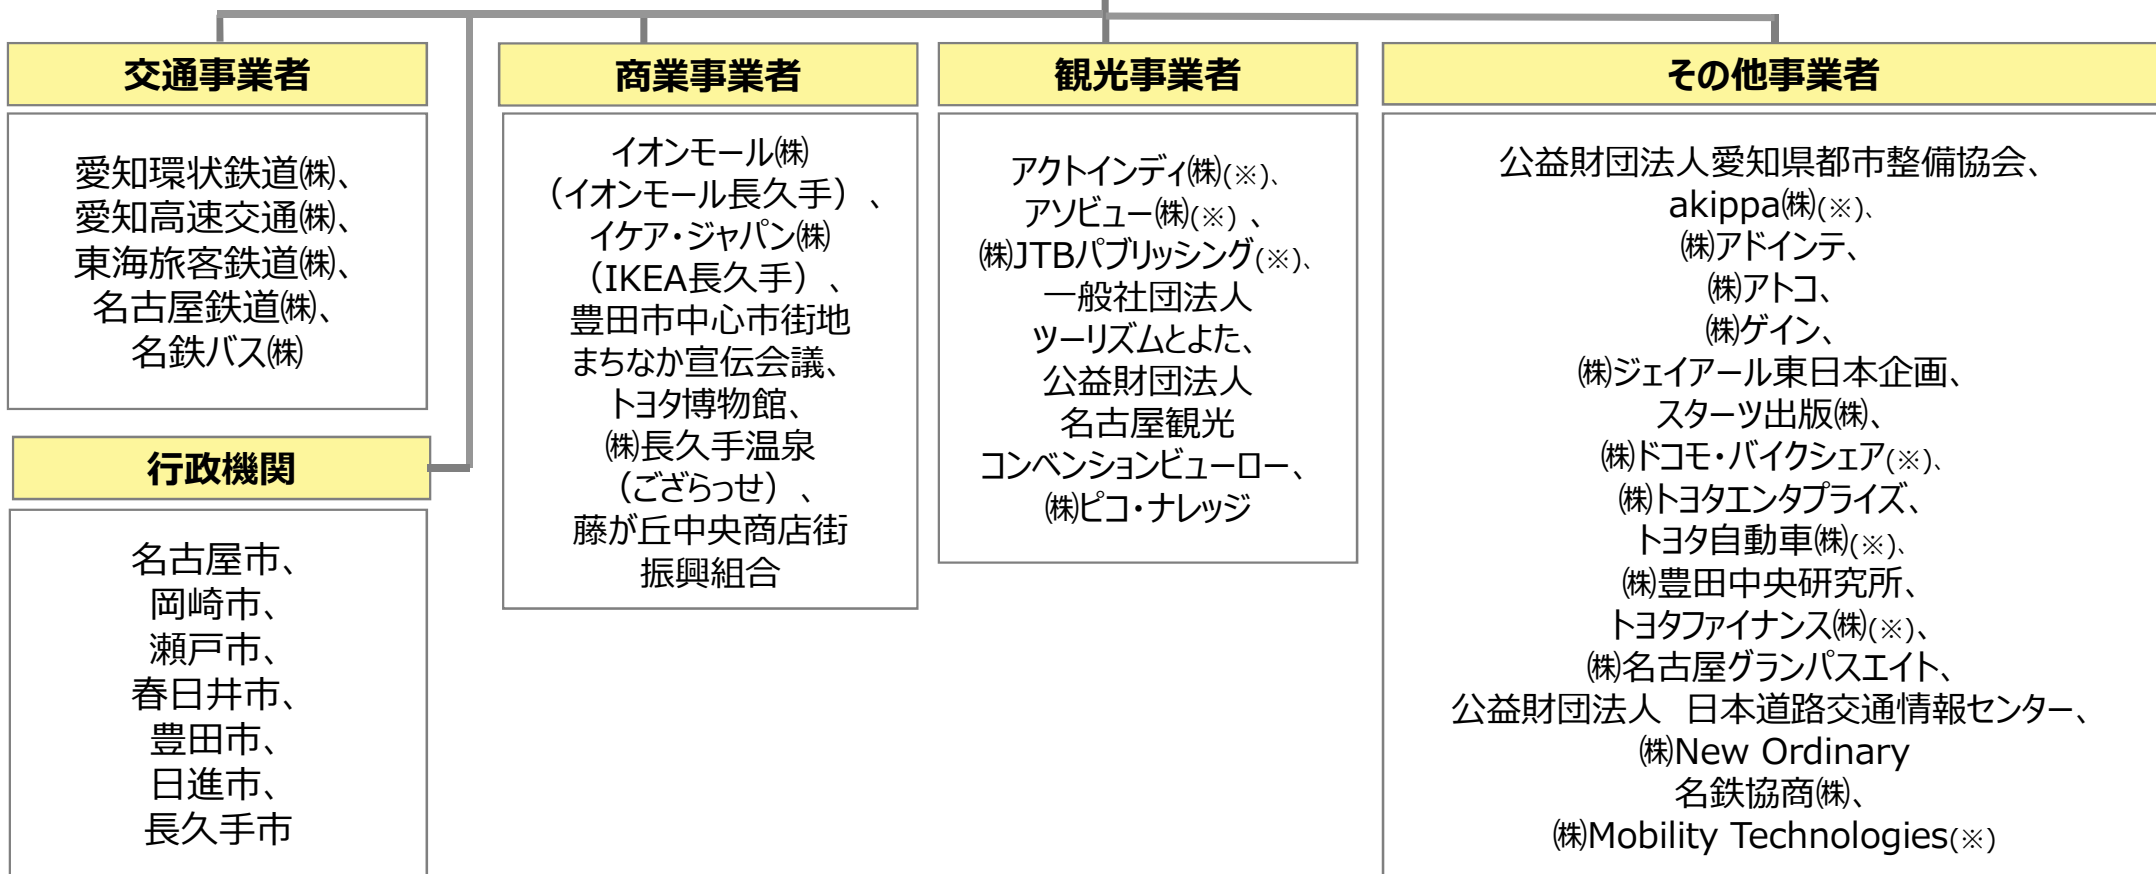 交通事業者
愛知環状鉄道㈱、
愛知高速交通㈱、
東海旅客鉄道㈱、
名古屋鉄道㈱、
名鉄バス㈱
行政機関
名古屋市、
岡崎市、
瀬戸市、
春日井市、
豊田市、
日進市、
長久手市
商業事業者
イオンモール㈱
（イオンモール長久手）、
イケア・ジャパン㈱
（IKEA長久手）、
豊田市中心市街地
まちなか宣伝会議、
トヨタ博物館、
㈱長久手温泉
（ござらっせ）、
藤が丘中央商店街
振興組合
観光事業者
アクトインディ㈱(※)、
アソビュー㈱(※) 、
㈱JTBパブリッシング(※)、
一般社団法人
ツーリズムとよた、
公益財団法人
名古屋観光
コンベンションビューロー、
㈱ピコ・ナレッジ
その他事業者
公益財団法人愛知県都市整備協会、
akippa㈱(※)、
㈱アドインテ、
㈱アトコ、
㈱ゲイン、
㈱ジェイアール東日本企画、
スターツ出版㈱、
㈱ドコモ・バイクシェア(※)、
㈱トヨタエンタプライズ、
トヨタ自動車㈱(※)、
㈱豊田中央研究所、
トヨタファイナンス㈱(※)、
㈱名古屋グランパスエイト、
公益財団法人　日本道路交通情報センター、
㈱New Ordinary
名鉄協商㈱、
㈱Mobility Technologies(※)